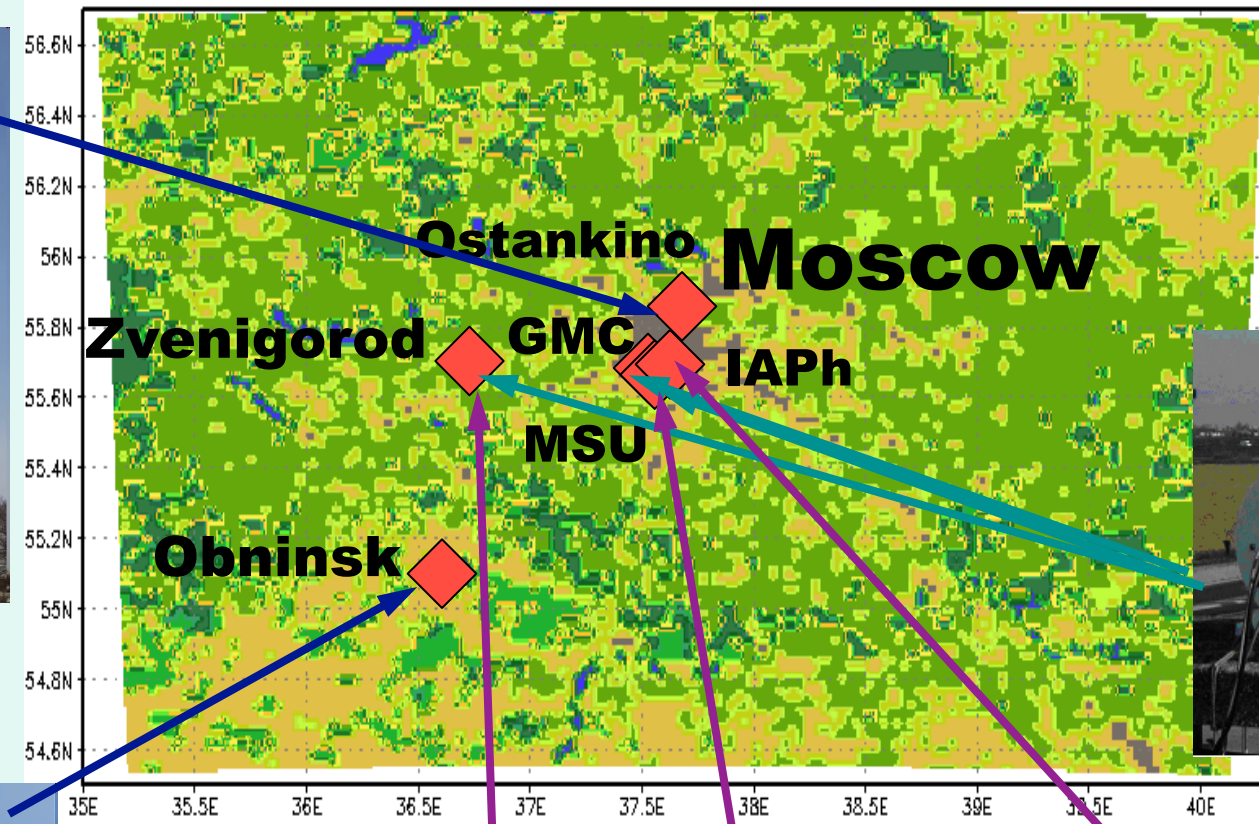 56.6N
56.4N
56.2N
Ostankino
Moscow
56N
55.8N
Zvenigorod
GMC
IAPh
55.6N
MSU
55.4N
55.2N
Obninsk
55N
54.8N
54.6N
35E 35.5E 36E 36.5E 37E 37.5E 38E 38.5E 39E 39.5E 40E